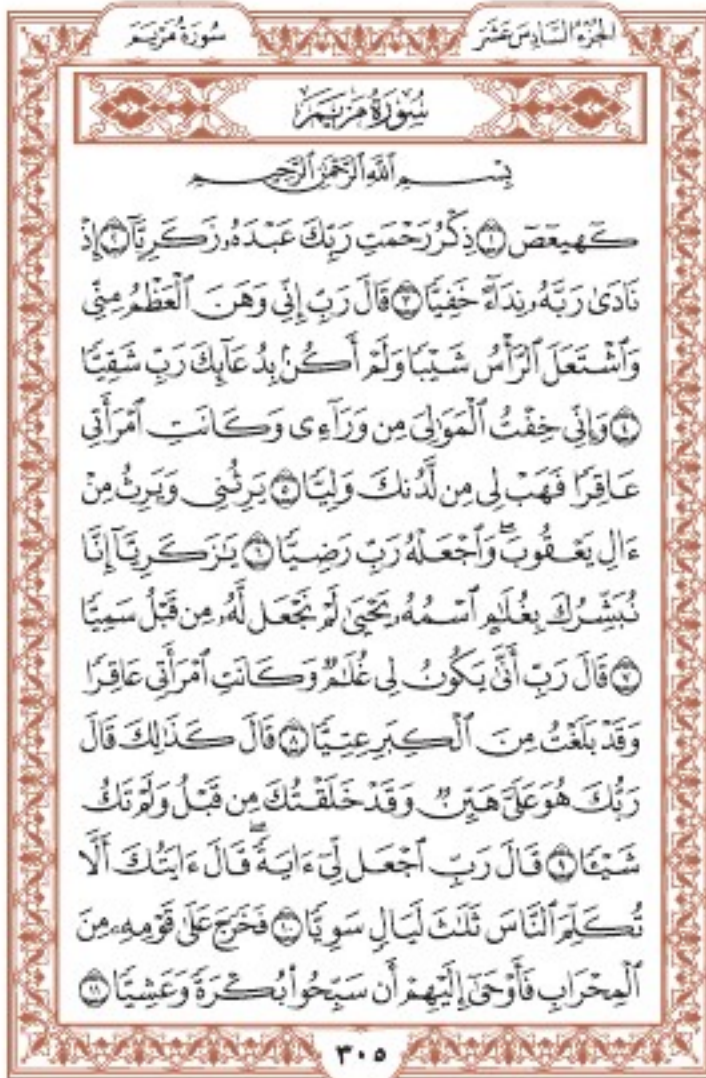 الجُزْءُ السَّادِسَ عَشَرَ
سُورَةُ مَرْيَمَ
سُورَةُ مَرْيَمَ
بِسْمِ ٱللَّهِ ٱلرَّحْمَٰنِ ٱلرَّحِيمِ
كٓهيعٓصٓ ١ ذِكْرُ رَحْمَتِ رَبِّكَ عَبْدَهُۥ زَكَرِيَّآ ٢ إِذْ
نَادَىٰ رَبَّهُۥ نِدَآءً خَفِيًّا ٣ قَالَ رَبِّ إِنِّى وَهَنَ ٱلْعَظْمُ مِنِّى
وَٱشْتَعَلَ ٱلرَّأْسُ شَيْبًا وَلَمْ أَكُنۢ بِدُعَآئِكَ رَبِّ شَقِيًّا
٤ وَإِنِّى خِفْتُ ٱلْمَوَٰلِىَ مِن وَرَآءِى وَكَانَتِ ٱمْرَأَتِى
عَاقِرًا فَهَبْ لِى مِن لَّدُنكَ وَلِيًّا ٥ يَرِثُنِى وَيَرِثُ مِنْ
ءَالِ يَعْقُوبَ ۖ وَٱجْعَلْهُ رَبِّ رَضِيًّا ٦ يَٰزَكَرِيَّآ إِنَّا
نُبَشِّرُكَ بِغُلَٰمٍ ٱسْمُهُۥ يَحْيَىٰ لَمْ نَجْعَل لَّهُۥ مِن قَبْلُ سَمِيًّا
٧ قَالَ رَبِّ أَنَّىٰ يَكُونُ لِى غُلَٰمٌ وَكَانَتِ ٱمْرَأَتِى عَاقِرًا
وَقَدْ بَلَغْتُ مِنَ ٱلْكِبَرِ عِتِيًّا ٨ قَالَ كَذَٰلِكَ قَالَ
رَبُّكَ هُوَ عَلَىَّ هَيِّنٌ وَقَدْ خَلَقْتُكَ مِن قَبْلُ وَلَمْ تَكُ
شَيْـًٔا ٩ قَالَ رَبِّ ٱجْعَل لِّىٓ ءَايَةً ۚ قَالَ ءَايَتُكَ أَلَّا
تُكَلِّمَ ٱلنَّاسَ ثَلَٰثَ لَيَالٍ سَوِيًّا ١٠ فَخَرَجَ عَلَىٰ قَوْمِهِۦ مِنَ
ٱلْمِحْرَابِ فَأَوْحَىٰٓ إِلَيْهِمْ أَن سَبِّحُوا۟ بُكْرَةً وَعَشِيًّا ١١
٣٠٥